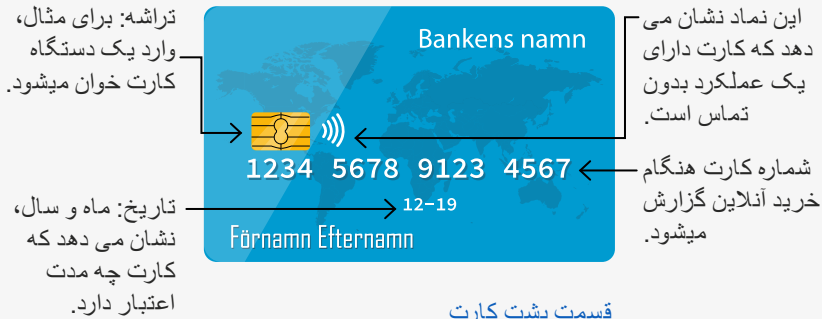 این نماد نشان می
دهد که کارت دارای
یک عملکرد بدون
تماس است.
شماره کارت هنگام
خرید آنلاین گزارش
میشود.
تراشه: برای مثال،
وارد یک دستگاه
کارت خوان میشود.
تاریخ: ماه و سال،
نشان می دهد که
کارت چه مدت
اعتبار دارد.
Bankens namn
1234 5678 9123 4567
12-19
Förnamn Efternamn
قسمت پشت کارت